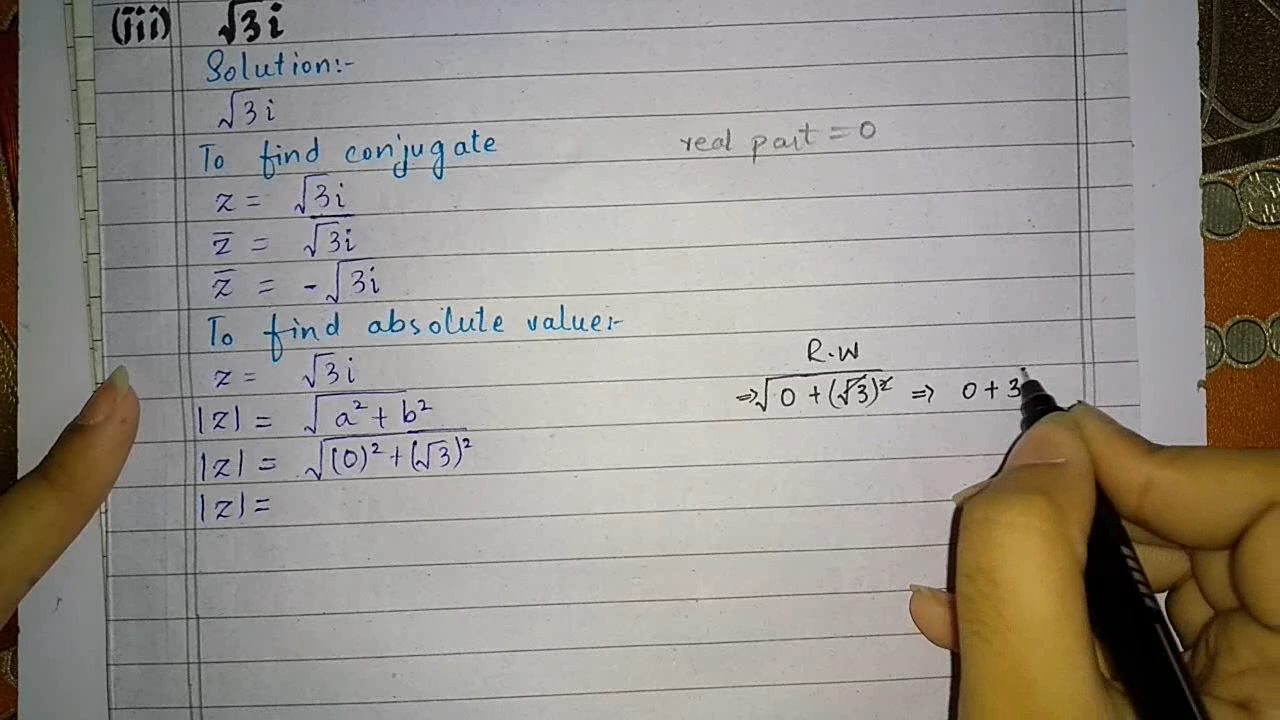 (iii) √3i
Solution:-
√3i
To find conjugate
real part = 0
z = √3i
z̅ = √3i
z̅ = -√3i
To find absolute value:-
z = √3i
|z| = √a² + b²
|z| = √(0)² + (√3)²
|z| =
R.W
⇒√0 + (√3)² ⇒ 0 + 3